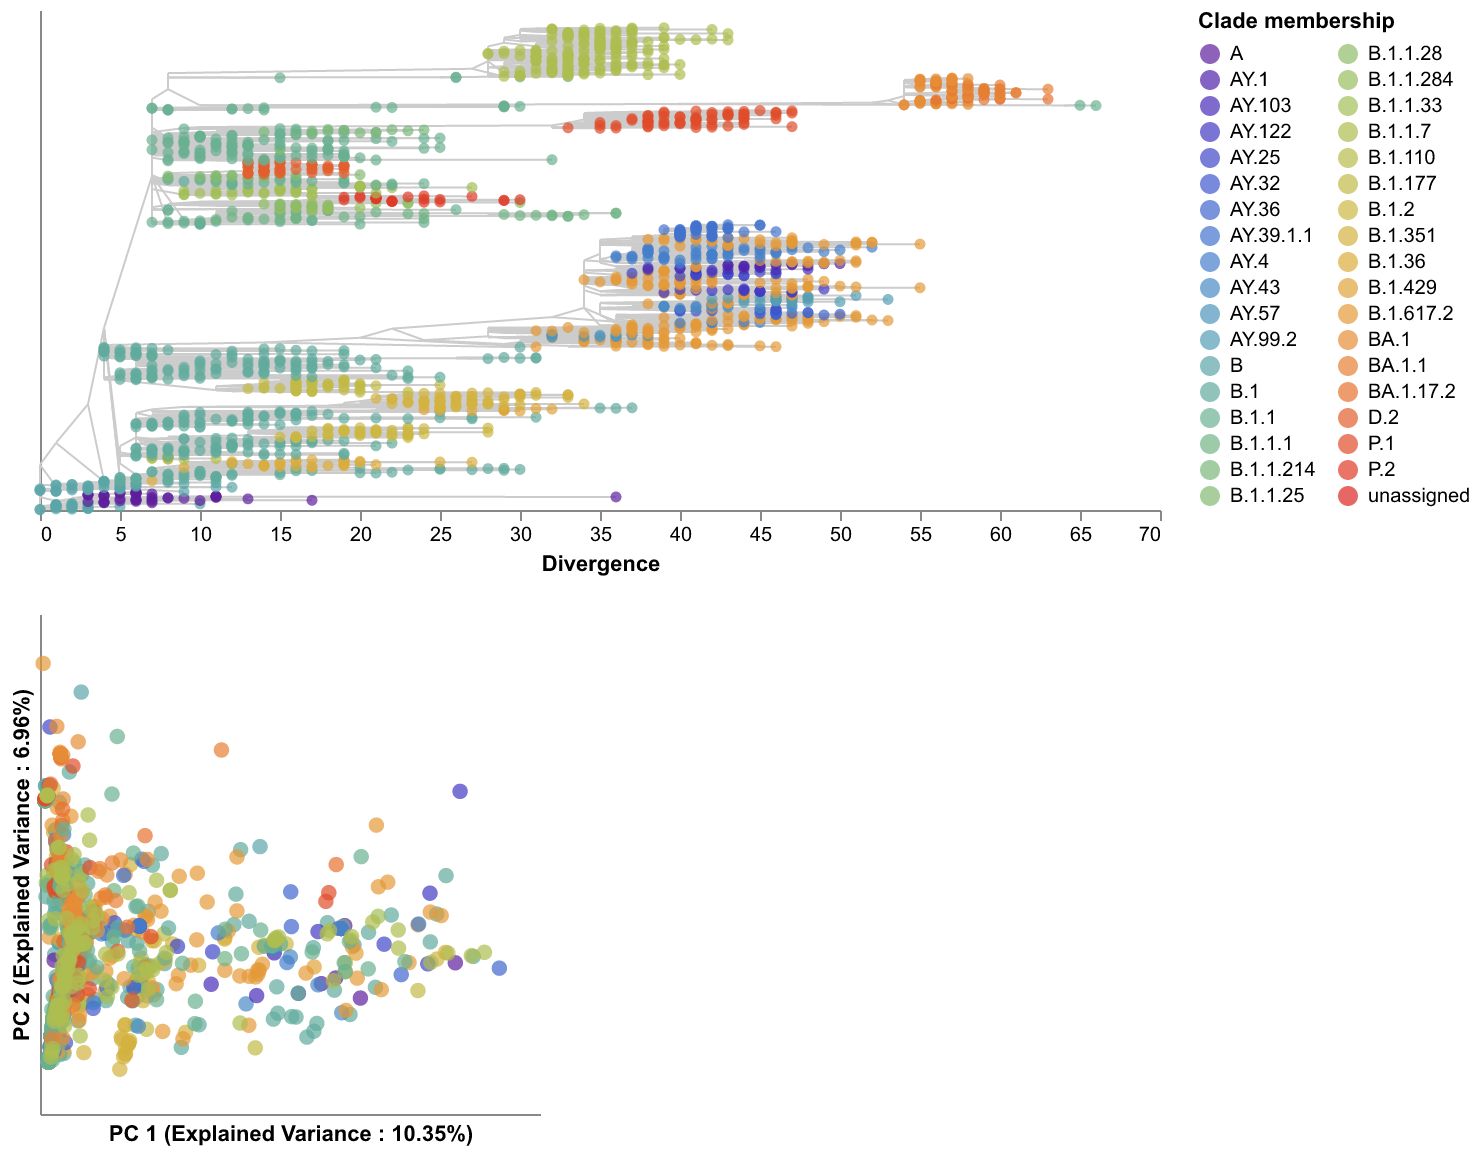 Clade membership
A
AY.1
AY.103
AY.122
AY.25
AY.32
AY.36
AY.39.1.1
AY.4
AY.43
AY.57
AY.99.2
B
B.1
B.1.1
B.1.1.1
B.1.1.214
B.1.1.25
B.1.1.28
B.1.1.284
B.1.1.33
B.1.1.7
B.1.110
B.1.177
B.1.2
B.1.351
B.1.36
B.1.429
B.1.617.2
BA.1
BA.1.1
BA.1.17.2
D.2
P.1
P.2
unassigned
0 5 10 15 20 25 30 35 40 45 50 55 60 65 70
Divergence
PC 2 (Explained Variance : 6.96%)
PC 1 (Explained Variance : 10.35%)